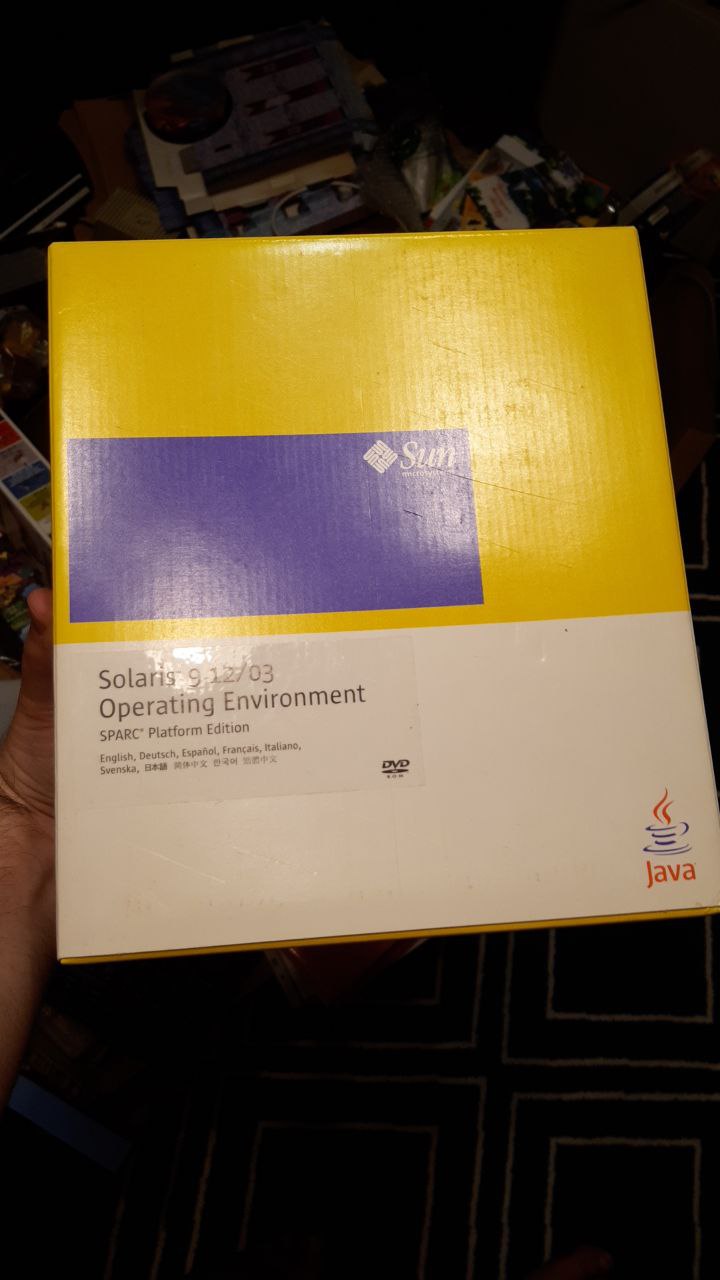 Sun
microsystems
Solaris 9 12/03
Operating Environment
SPARC® Platform Edition
English, Deutsch, Español, Français, Italiano,
Svenska, 日本語 简体中文 한국어 繁體中文
DVD
ROM
Java